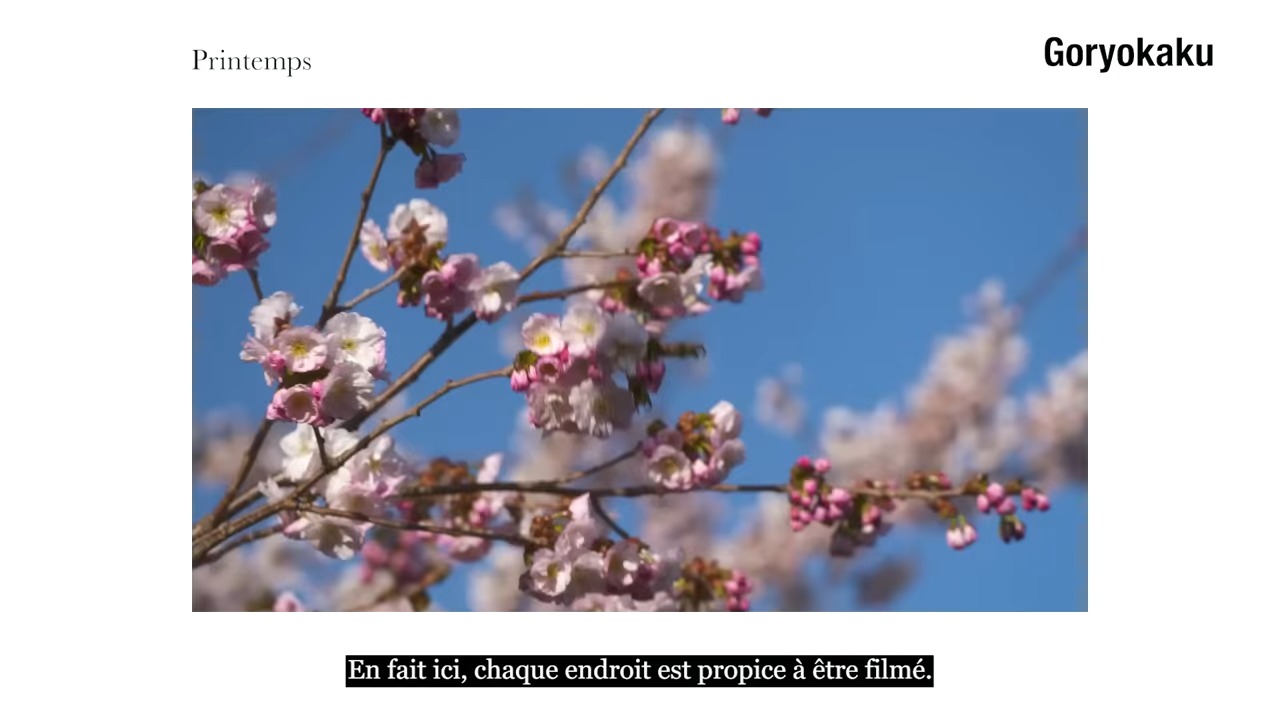 Printemps
Goryokaku
En fait ici, chaque endroit est propice à être filmé.